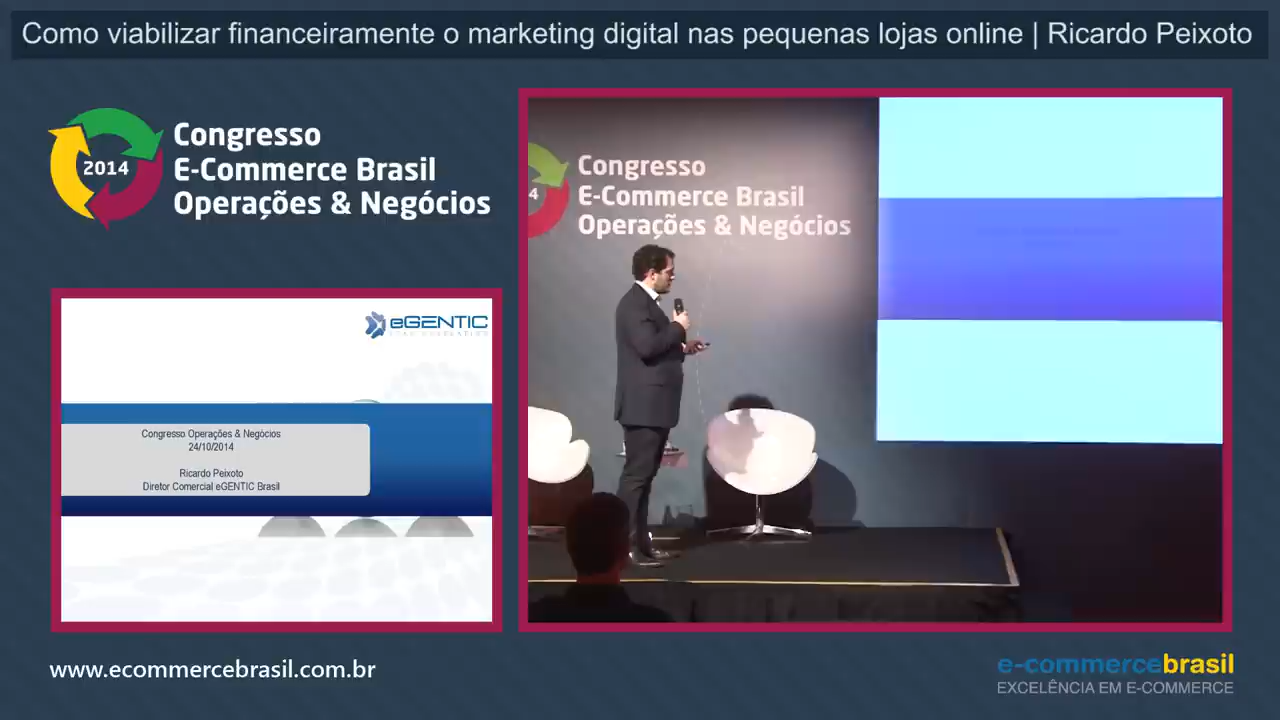 Como viabilizar financeiramente o marketing digital nas pequenas lojas online | Ricardo Peixoto
2014
Congresso
E-Commerce Brasil
Operações & Negócios
4
Congresso
E-Commerce Brasil
Operações & Negócios
eGENTIC
Congresso Operações & Negócios
24/10/2014
Ricardo Peixoto
Diretor Comercial eGENTIC Brasil
www.ecommercebrasil.com.br
e-commercebrasil
EXCELÊNCIA EM E-COMMERCE